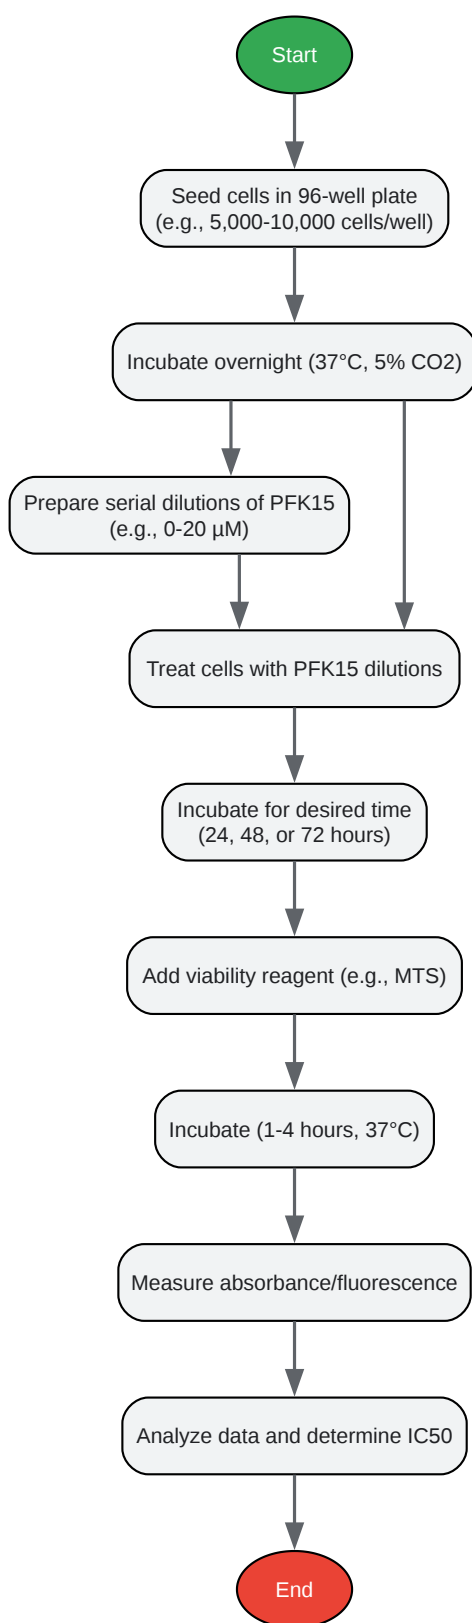 Start
Seed cells in 96-well plate
(e.g., 5,000-10,000 cells/well)
Incubate overnight (37°C, 5% CO2)
Prepare serial dilutions of PFK15
(e.g., 0-20 µM)
Treat cells with PFK15 dilutions
Incubate for desired time
(24, 48, or 72 hours)
Add viability reagent (e.g., MTS)
Incubate (1-4 hours, 37°C)
Measure absorbance/fluorescence
Analyze data and determine IC50
End